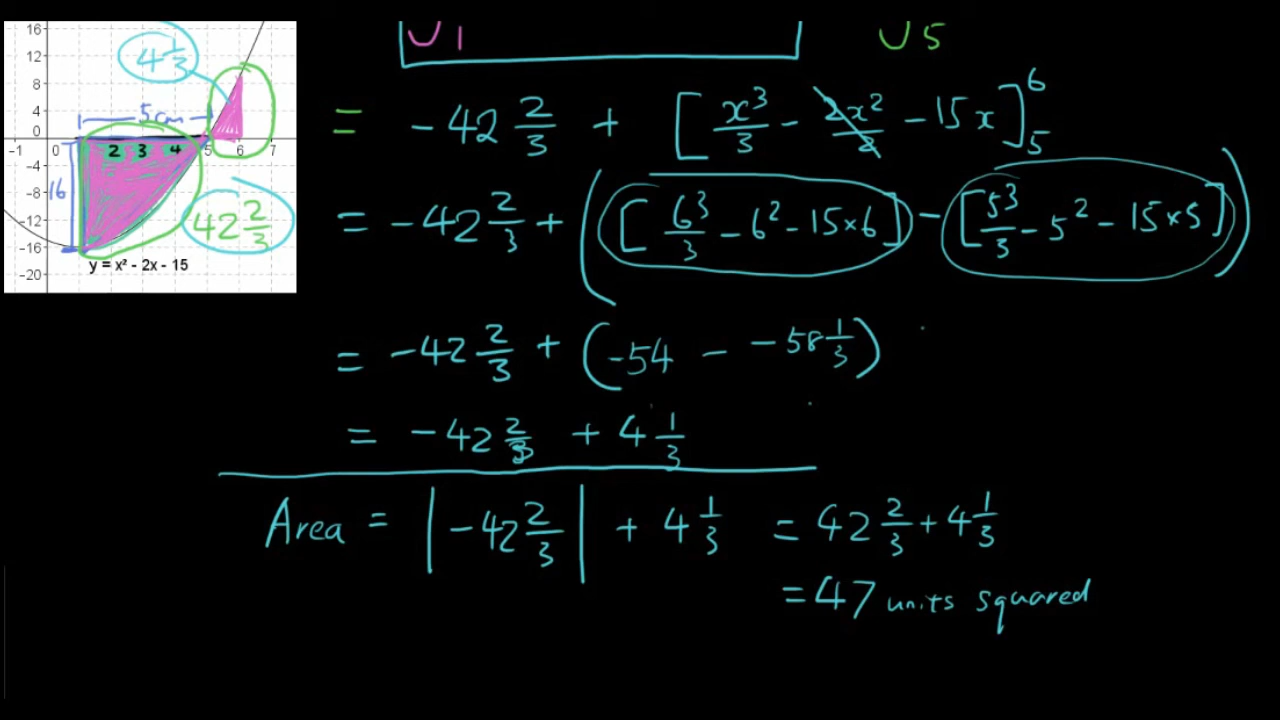 16
12
8
4
0
-1 0 2 3 4 5 6 7
-4
-8
-12
-16
-20
4 1/3
5cm
16
42 2/3
y = x² - 2x - 15
∪1 ∪5
= -42 2/3 + [x³/3 - 2x²/2 - 15x]⁶₅
= -42 2/3 + ([6³/3 - 6² - 15×6] - [5³/3 - 5² - 15×5])
= -42 2/3 + (-54 - -58 1/3)
= -42 2/3 + 4 1/3
Area = |-42 2/3| + 4 1/3 = 42 2/3 + 4 1/3
= 47 units squared